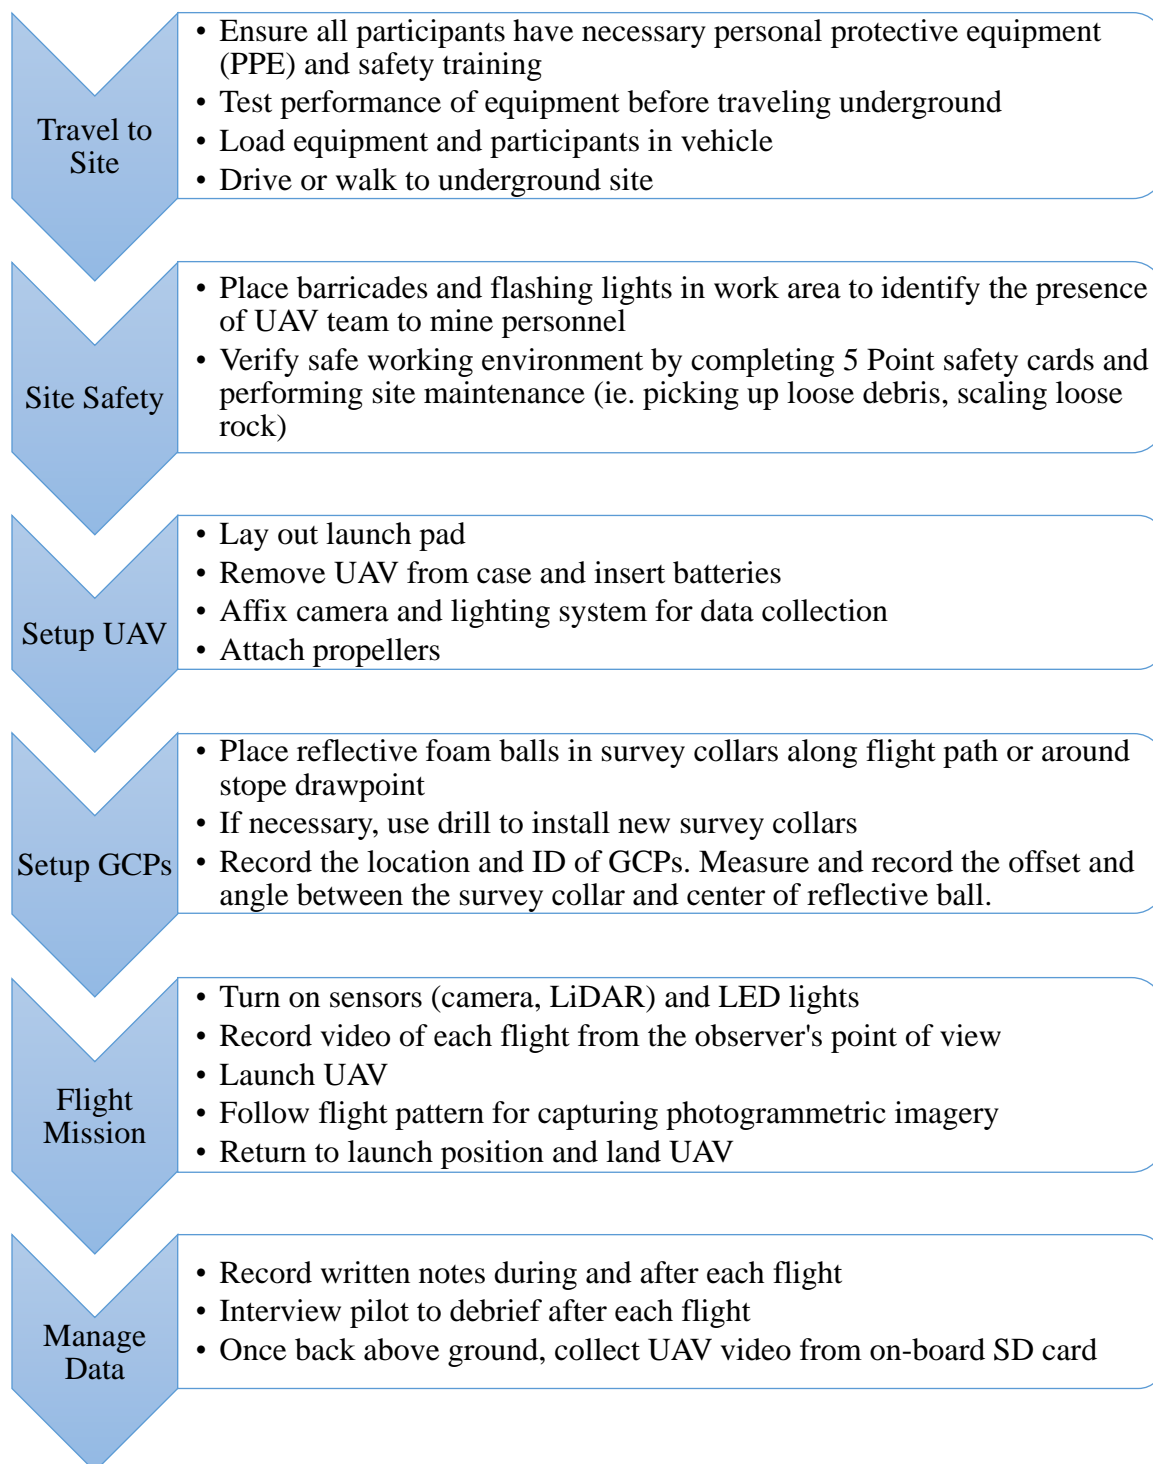 Travel to
Site
• Ensure all participants have necessary personal protective equipment
(PPE) and safety training
• Test performance of equipment before traveling underground
• Load equipment and participants in vehicle
• Drive or walk to underground site
Site Safety
• Place barricades and flashing lights in work area to identify the presence
of UAV team to mine personnel
• Verify safe working environment by completing 5 Point safety cards and
performing site maintenance (ie. picking up loose debris, scaling loose
rock)
Setup UAV
• Lay out launch pad
• Remove UAV from case and insert batteries
• Affix camera and lighting system for data collection
• Attach propellers
Setup GCPs
• Place reflective foam balls in survey collars along flight path or around
stope drawpoint
• If necessary, use drill to install new survey collars
• Record the location and ID of GCPs. Measure and record the offset and
angle between the survey collar and center of reflective ball.
Flight
Mission
• Turn on sensors (camera, LiDAR) and LED lights
• Record video of each flight from the observer's point of view
• Launch UAV
• Follow flight pattern for capturing photogrammetric imagery
• Return to launch position and land UAV
Manage
Data
• Record written notes during and after each flight
• Interview pilot to debrief after each flight
• Once back above ground, collect UAV video from on-board SD card